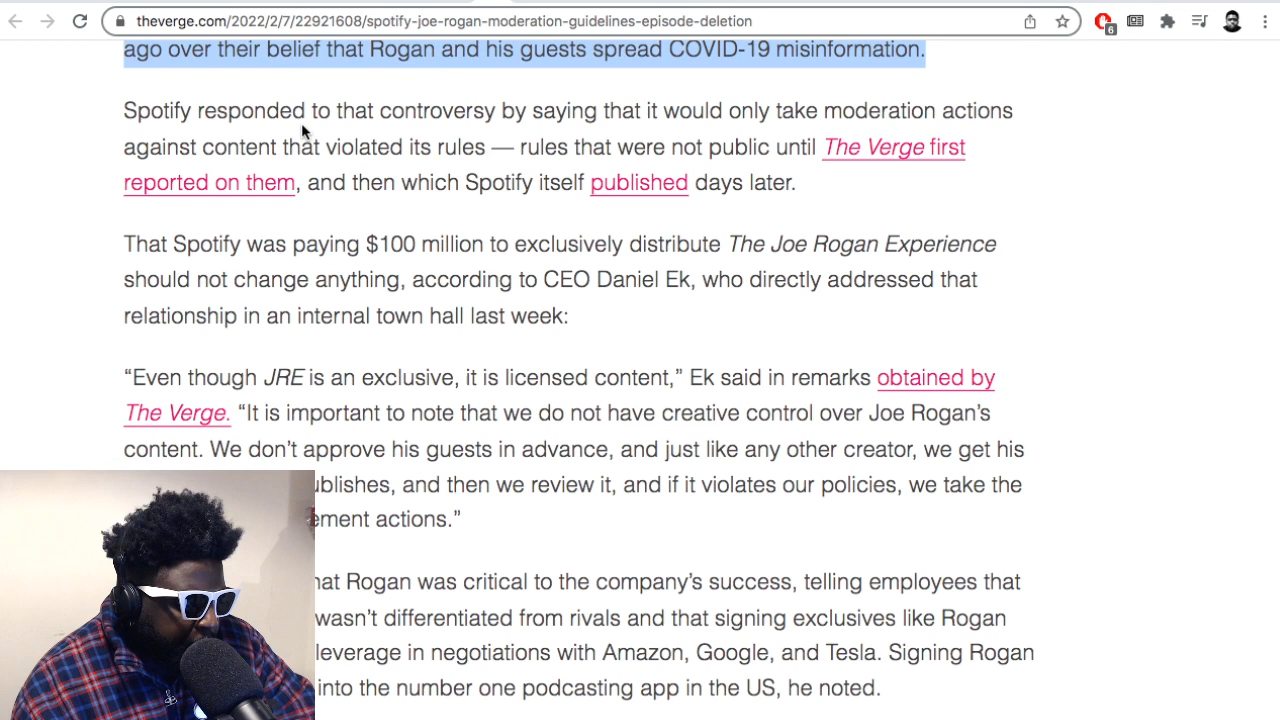 theverge.com/2022/2/7/22921608/spotify-joe-rogan-moderation-guidelines-episode-deletion
6
ago over their belief that Rogan and his guests spread COVID-19 misinformation.
Spotify responded to that controversy by saying that it would only take moderation actions
against content that violated its rules — rules that were not public until The Verge first
reported on them, and then which Spotify itself published days later.
That Spotify was paying $100 million to exclusively distribute The Joe Rogan Experience
should not change anything, according to CEO Daniel Ek, who directly addressed that
relationship in an internal town hall last week:
“Even though JRE is an exclusive, it is licensed content,” Ek said in remarks obtained by
The Verge. “It is important to note that we do not have creative control over Joe Rogan’s
content. We don’t approve his guests in advance, and just like any other creator, we get his
ublishes, and then we review it, and if it violates our policies, we take the
ement actions.”
hat Rogan was critical to the company’s success, telling employees that
wasn’t differentiated from rivals and that signing exclusives like Rogan
leverage in negotiations with Amazon, Google, and Tesla. Signing Rogan
into the number one podcasting app in the US, he noted.